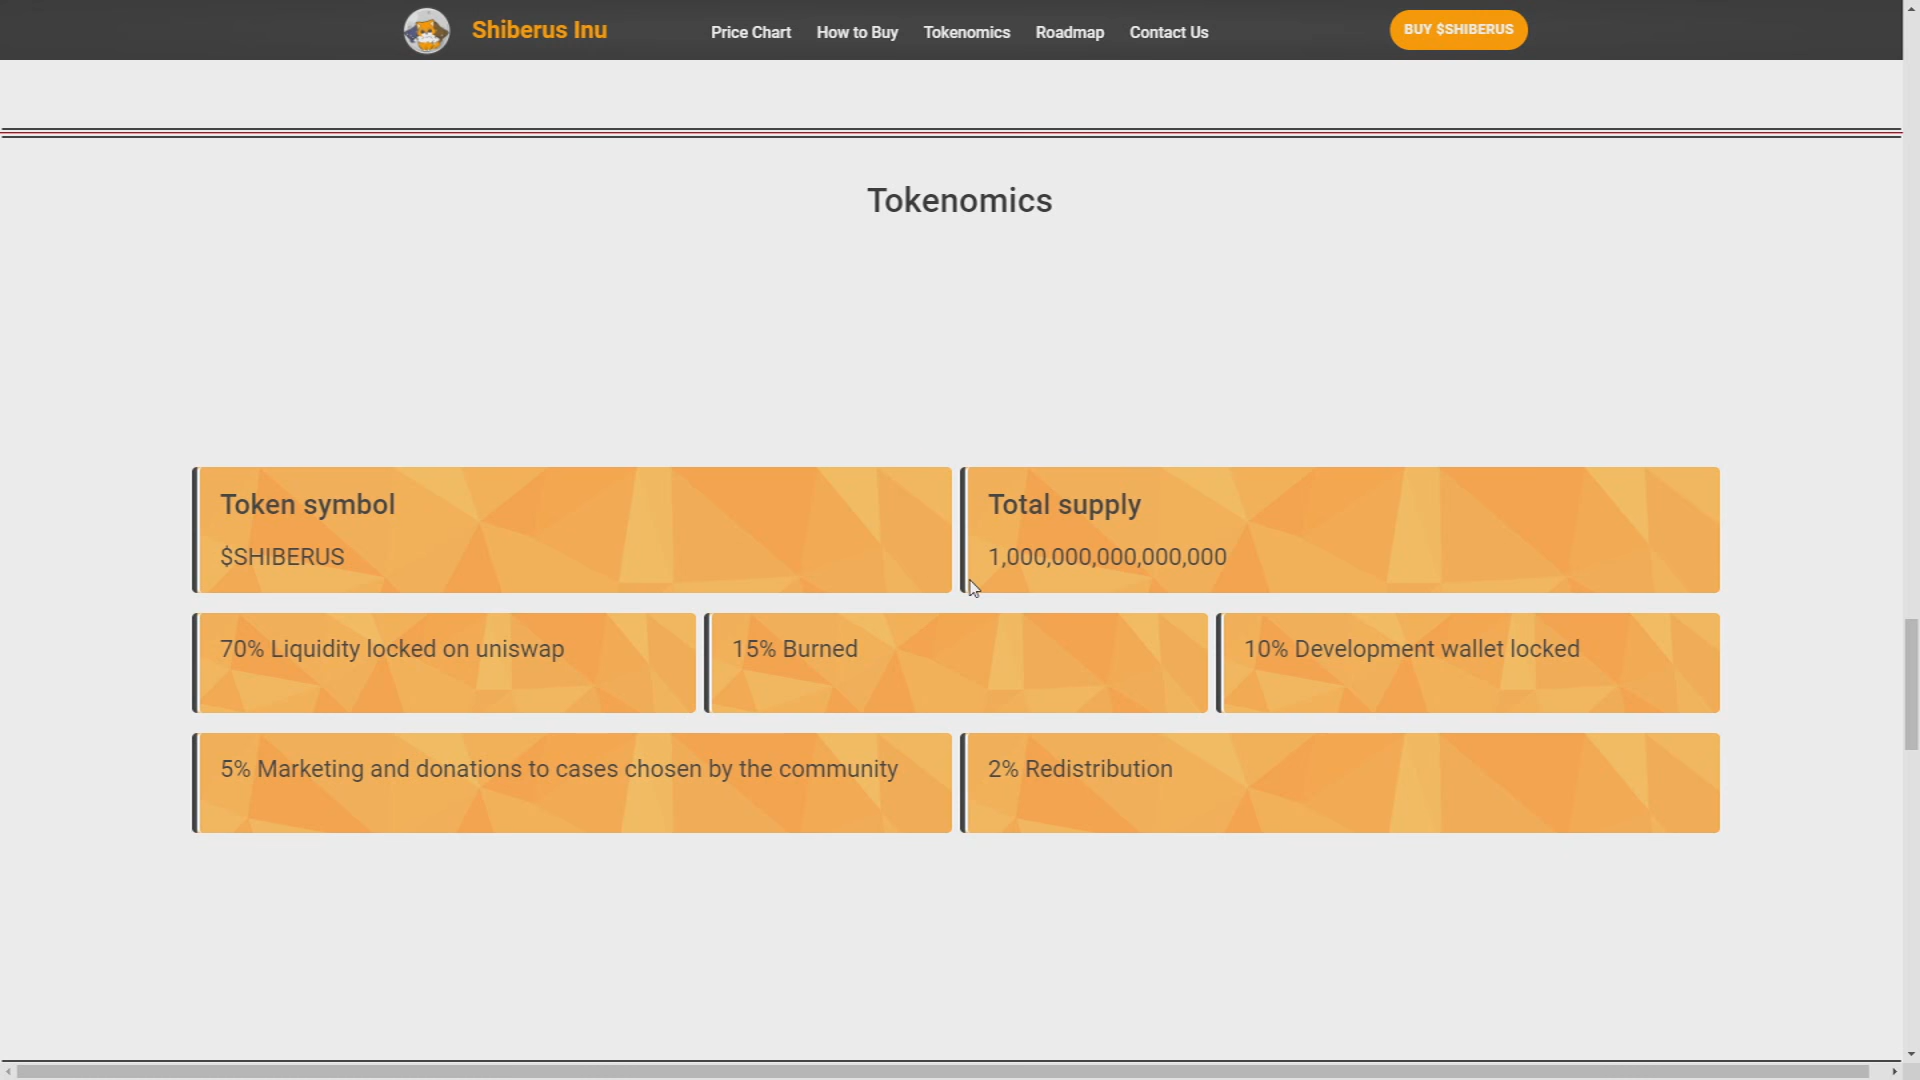 Shiberus Inu
Price Chart
How to Buy
Tokenomics
Roadmap
Contact Us
BUY $SHIBERUS
Tokenomics
Token symbol
$SHIBERUS
Total supply
1,000,000,000,000,000
70% Liquidity locked on uniswap
15% Burned
10% Development wallet locked
5% Marketing and donations to cases chosen by the community
2% Redistribution